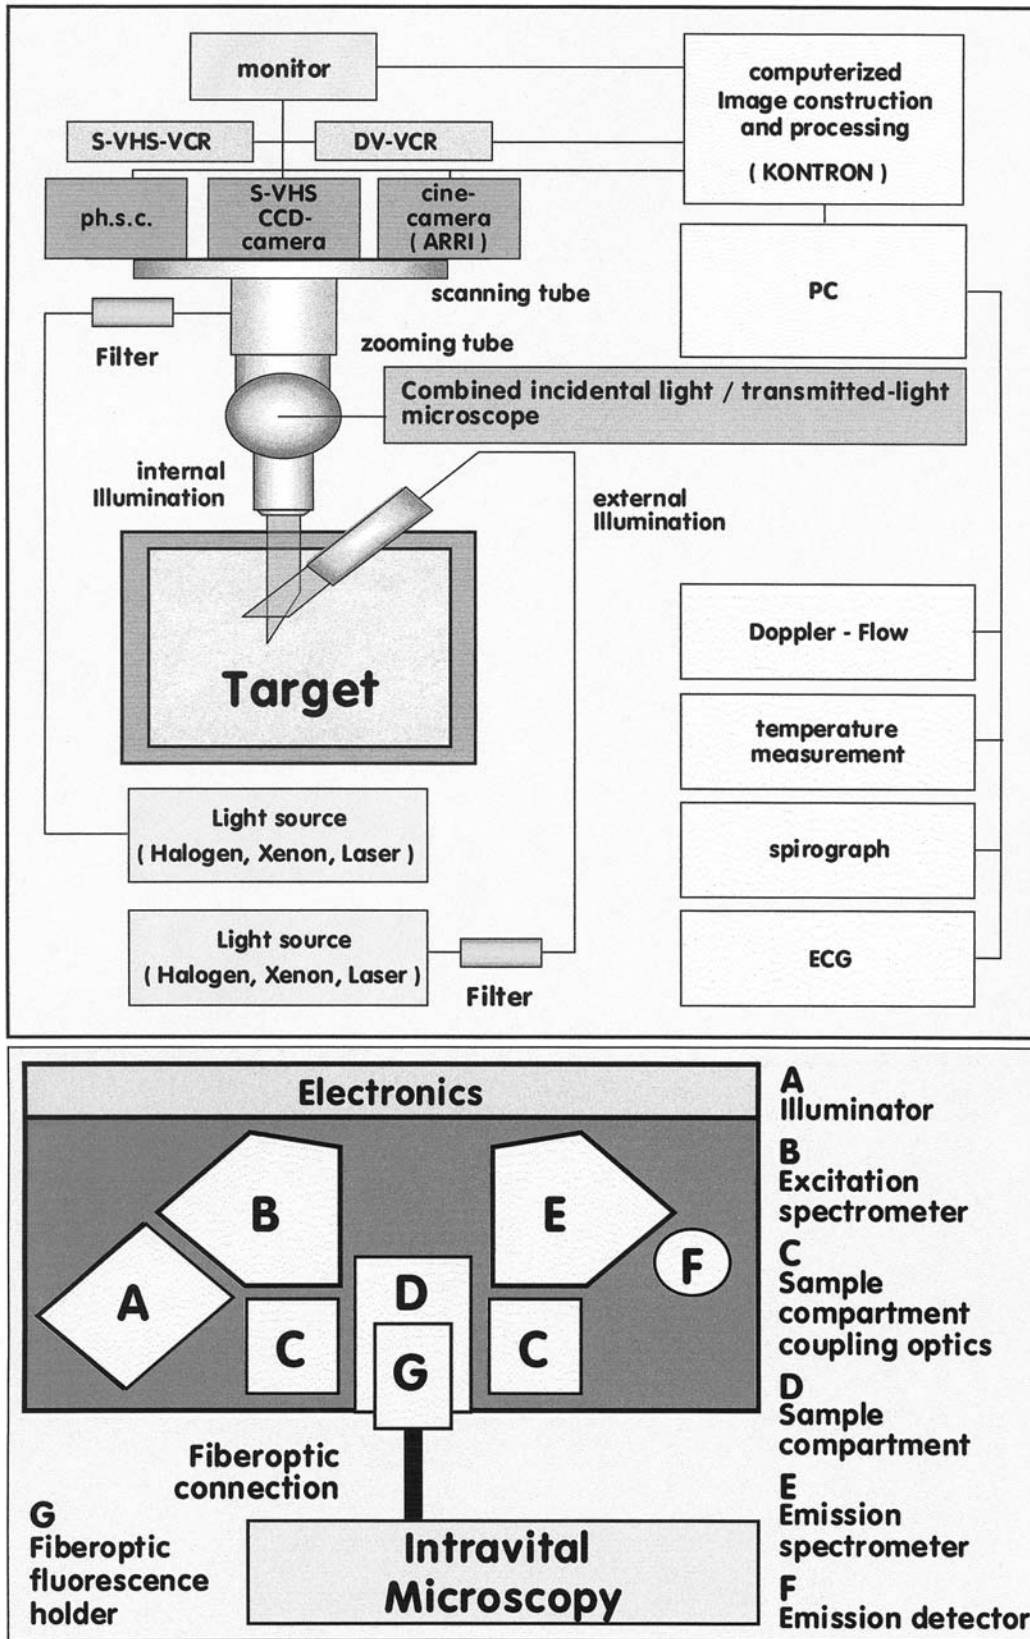 monitor
computerized
Image construction
and processing
( KONTRON )
S-VHS-VCR
DV-VCR
ph.s.c.
S-VHS
CCD-
camera
cine-
camera
( ARRI )
PC
scanning tube
Filter
zooming tube
Combined incidental light / transmitted-light
microscope
internal
Illumination
external
Illumination
Target
Doppler - Flow
temperature
measurement
spirograph
ECG
Light source
( Halogen, Xenon, Laser )
Light source
( Halogen, Xenon, Laser )
Filter
Electronics
A
B
C
D
G
C
E
F
Fiberoptic
connection
Intravital
Microscopy
G
Fiberoptic
fluorescence
holder
A
Illuminator
B
Excitation
spectrometer
C
Sample
compartment
coupling optics
D
Sample
compartment
E
Emission
spectrometer
F
Emission detector